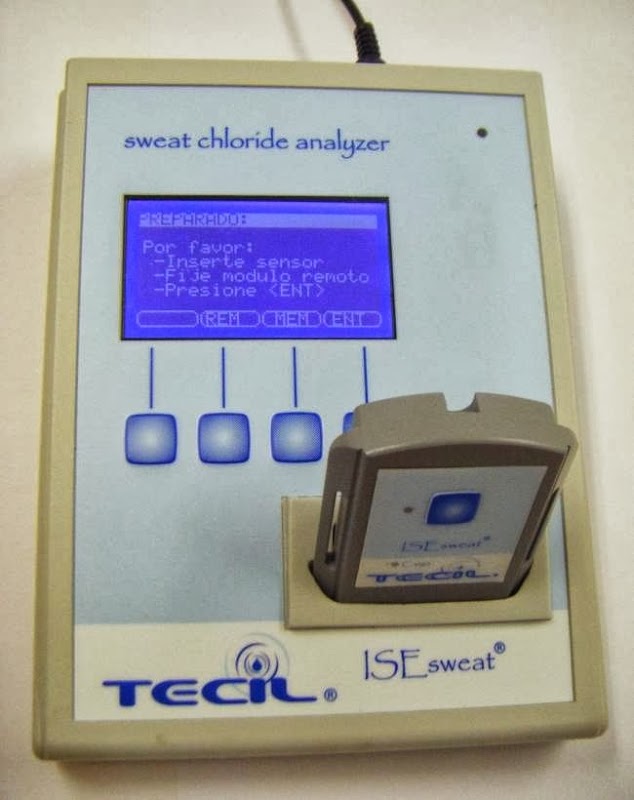 sweat chloride analyzer
PREPARADO:
Por favor:
-Inserte sensor
-Fije modulo remoto
-Presione <ENT>
REM MEM ENT
ISEsweat®
TECIL®
ISEsweat®
TECIL®